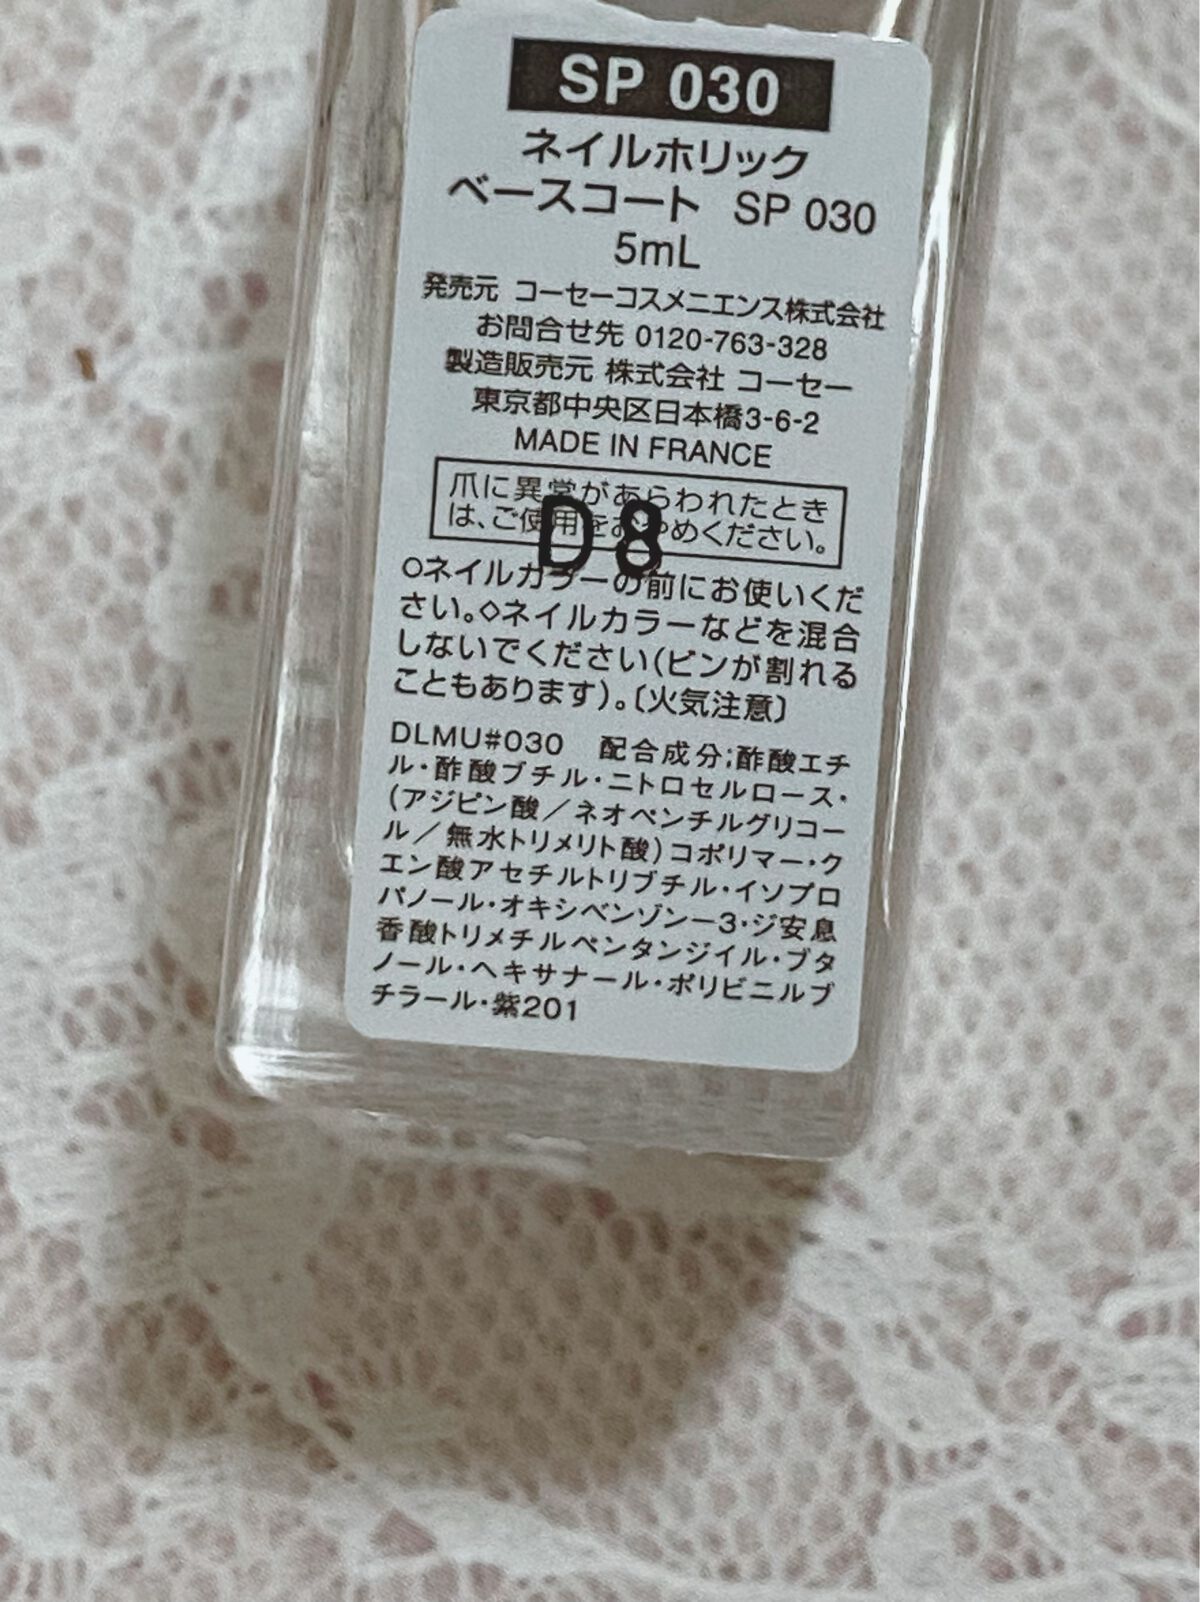 SP 030
ネイルホリック
ベースコート SP 030
5mL
発売元 コーセーコスメニエンス株式会社
お問合せ先 0120-763-328
製造販売元 株式会社 コーセー
東京都中央区日本橋3-6-2
MADE IN FRANCE
爪に異常があらわれたとき
は、ご使用をおやめください。
D8
○ネイルカラーの前にお使いくだ
さい。◇ネイルカラーなどを混合
しないでください(ビンが割れる
こともあります)。〔火気注意〕
DLMU#030 配合成分;酢酸エチ
ル・酢酸ブチル・ニトロセルロース・
(アジピン酸/ネオペンチルグリコー
ル/無水トリメリト酸)コポリマー・ク
エン酸アセチルトリブチル・イソプロ
パノール・オキシベンゾン-3・ジ安息
香酸トリメチルペンタンジイル・ブタ
ノール・ヘキサナール・ポリビニルブ
チラール・紫201